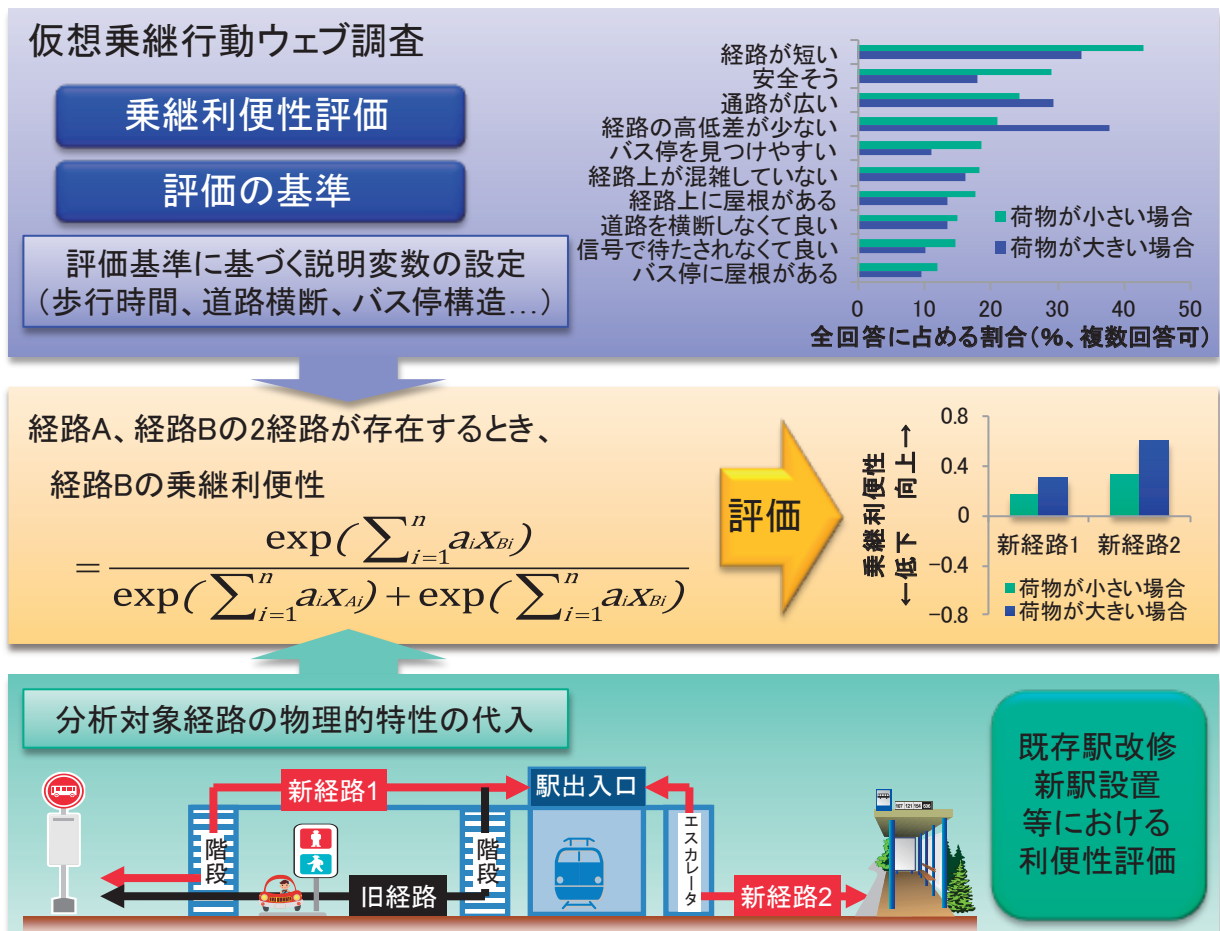 仮想乗継行動ウェブ調査
乗継利便性評価
評価の基準
評価基準に基づく説明変数の設定
（歩行時間、道路横断、バス停構造…）
経路が短い
安全そう
通路が広い
経路の高低差が少ない
バス停を見つけやすい
経路上が混雑していない
経路上に屋根がある
道路を横断しなくて良い
信号で待たされなくて良い
バス停に屋根がある
荷物が小さい場合
荷物が大きい場合
0 10 20 30 40 50
全回答に占める割合（%、複数回答可）
経路A、経路Bの2経路が存在するとき、
経路Bの乗継利便性
= exp(∑_{i=1}^{n} a_i x_{Bi}) / (exp(∑_{i=1}^{n} a_i x_{Ai}) + exp(∑_{i=1}^{n} a_i x_{Bi}))
評価
乗継利便性
←低下 向上→
0.8
0.4
0
-0.4
-0.8
新経路1 新経路2
荷物が小さい場合
荷物が大きい場合
分析対象経路の物理的特性の代入
新経路1
駅出入口
階段
階段
エスカレータ
旧経路
新経路2
既存駅改修
新駅設置
等における
利便性評価